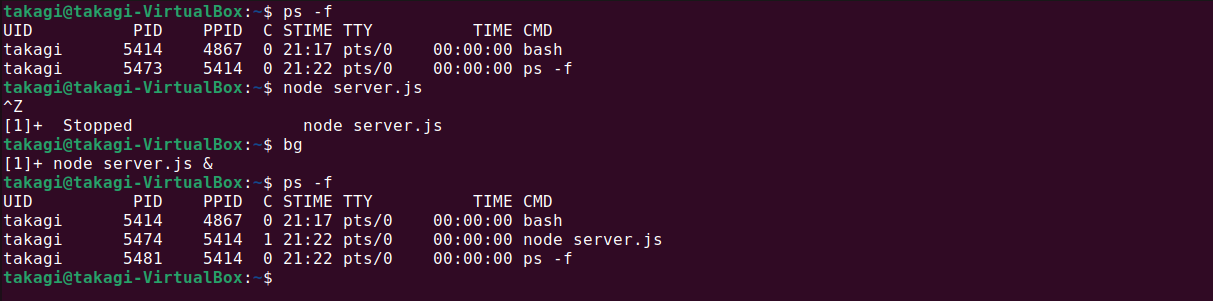 takagi@takagi-VirtualBox:~$ ps -f
UID          PID    PPID  C STIME TTY          TIME CMD
takagi      5414    4867  0 21:17 pts/0    00:00:00 bash
takagi      5473    5414  0 21:22 pts/0    00:00:00 ps -f
takagi@takagi-VirtualBox:~$ node server.js
^Z
[1]+  Stopped                 node server.js
takagi@takagi-VirtualBox:~$ bg
[1]+ node server.js &
takagi@takagi-VirtualBox:~$ ps -f
UID          PID    PPID  C STIME TTY          TIME CMD
takagi      5414    4867  0 21:17 pts/0    00:00:00 bash
takagi      5474    5414  1 21:22 pts/0    00:00:00 node server.js
takagi      5481    5414  0 21:22 pts/0    00:00:00 ps -f
takagi@takagi-VirtualBox:~$